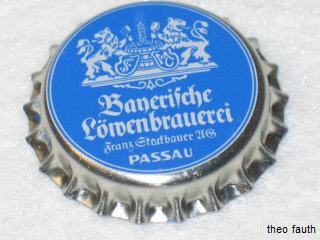 Bayerische
Löwenbrauerei
Franz Stockbauer AG
PASSAU
theo fauth